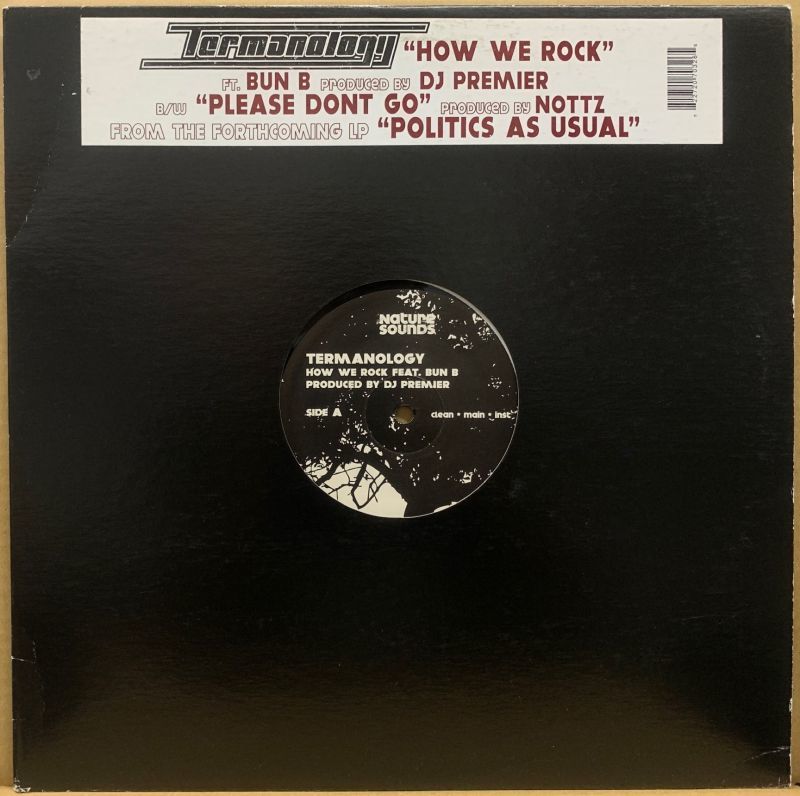 Termanology "HOW WE ROCK"
FT. BUN B PRODUCED BY DJ PREMIER
B/W "PLEASE DONT GO" PRODUCED BY NOTTZ
FROM THE FORTHCOMING LP "POLITICS AS USUAL"
NATURE
SOUNDS
TERMANOLOGY
HOW WE ROCK FEAT. BUN B
PRODUCED BY DJ PREMIER
SIDE A clean * main * inst